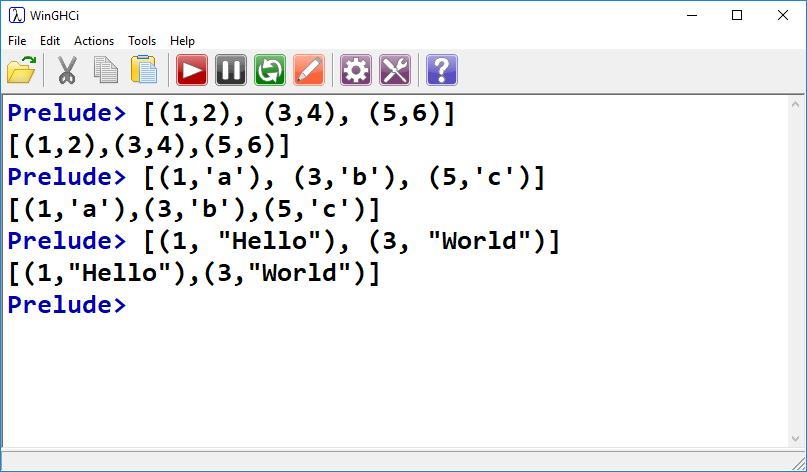 WinGHCi
File Edit Actions Tools Help
Prelude> [(1,2), (3,4), (5,6)]
[(1,2),(3,4),(5,6)]
Prelude> [(1,'a'), (3,'b'), (5,'c')]
[(1,'a'),(3,'b'),(5,'c')]
Prelude> [(1, "Hello"), (3, "World")]
[(1,"Hello"),(3,"World")]
Prelude>